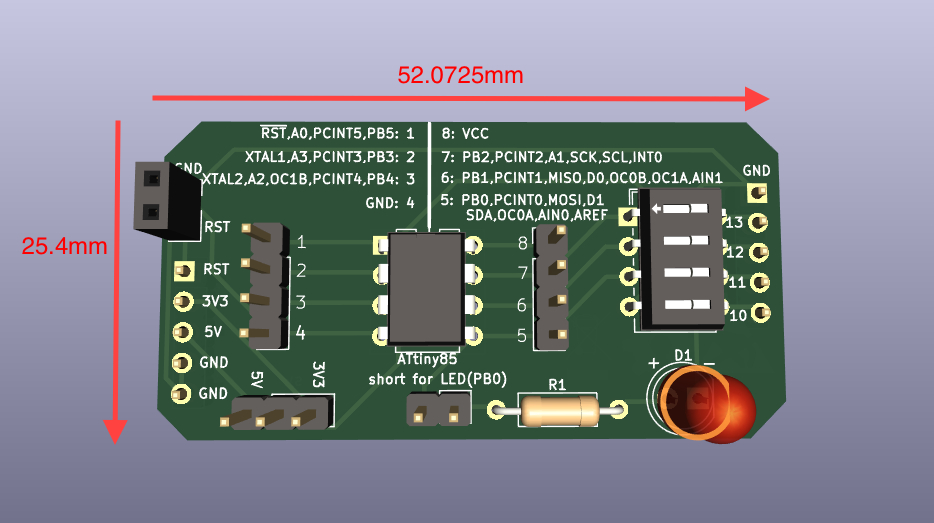 52.0725mm
25.4mm
RST,A0,PCINT5,PB5: 1
XTAL1,A3,PCINT3,PB3: 2
XTAL2,A2,OC1B,PCINT4,PB4: 3
GND: 4
8: VCC
7: PB2,PCINT2,A1,SCK,SCL,INT0
6: PB1,PCINT1,MISO,DO,OC0B,OC1A,AIN1
5: PB0,PCINT0,MOSI,D1
SDA,OC0A,AIN0,AREF
GND
RST
RST
3V3
5V
GND
GND
1
2
3
4
8
7
6
5
GND
13
12
11
10
ATtiny85
short for LED(PB0)
5V
3V3
R1
D1
+ −